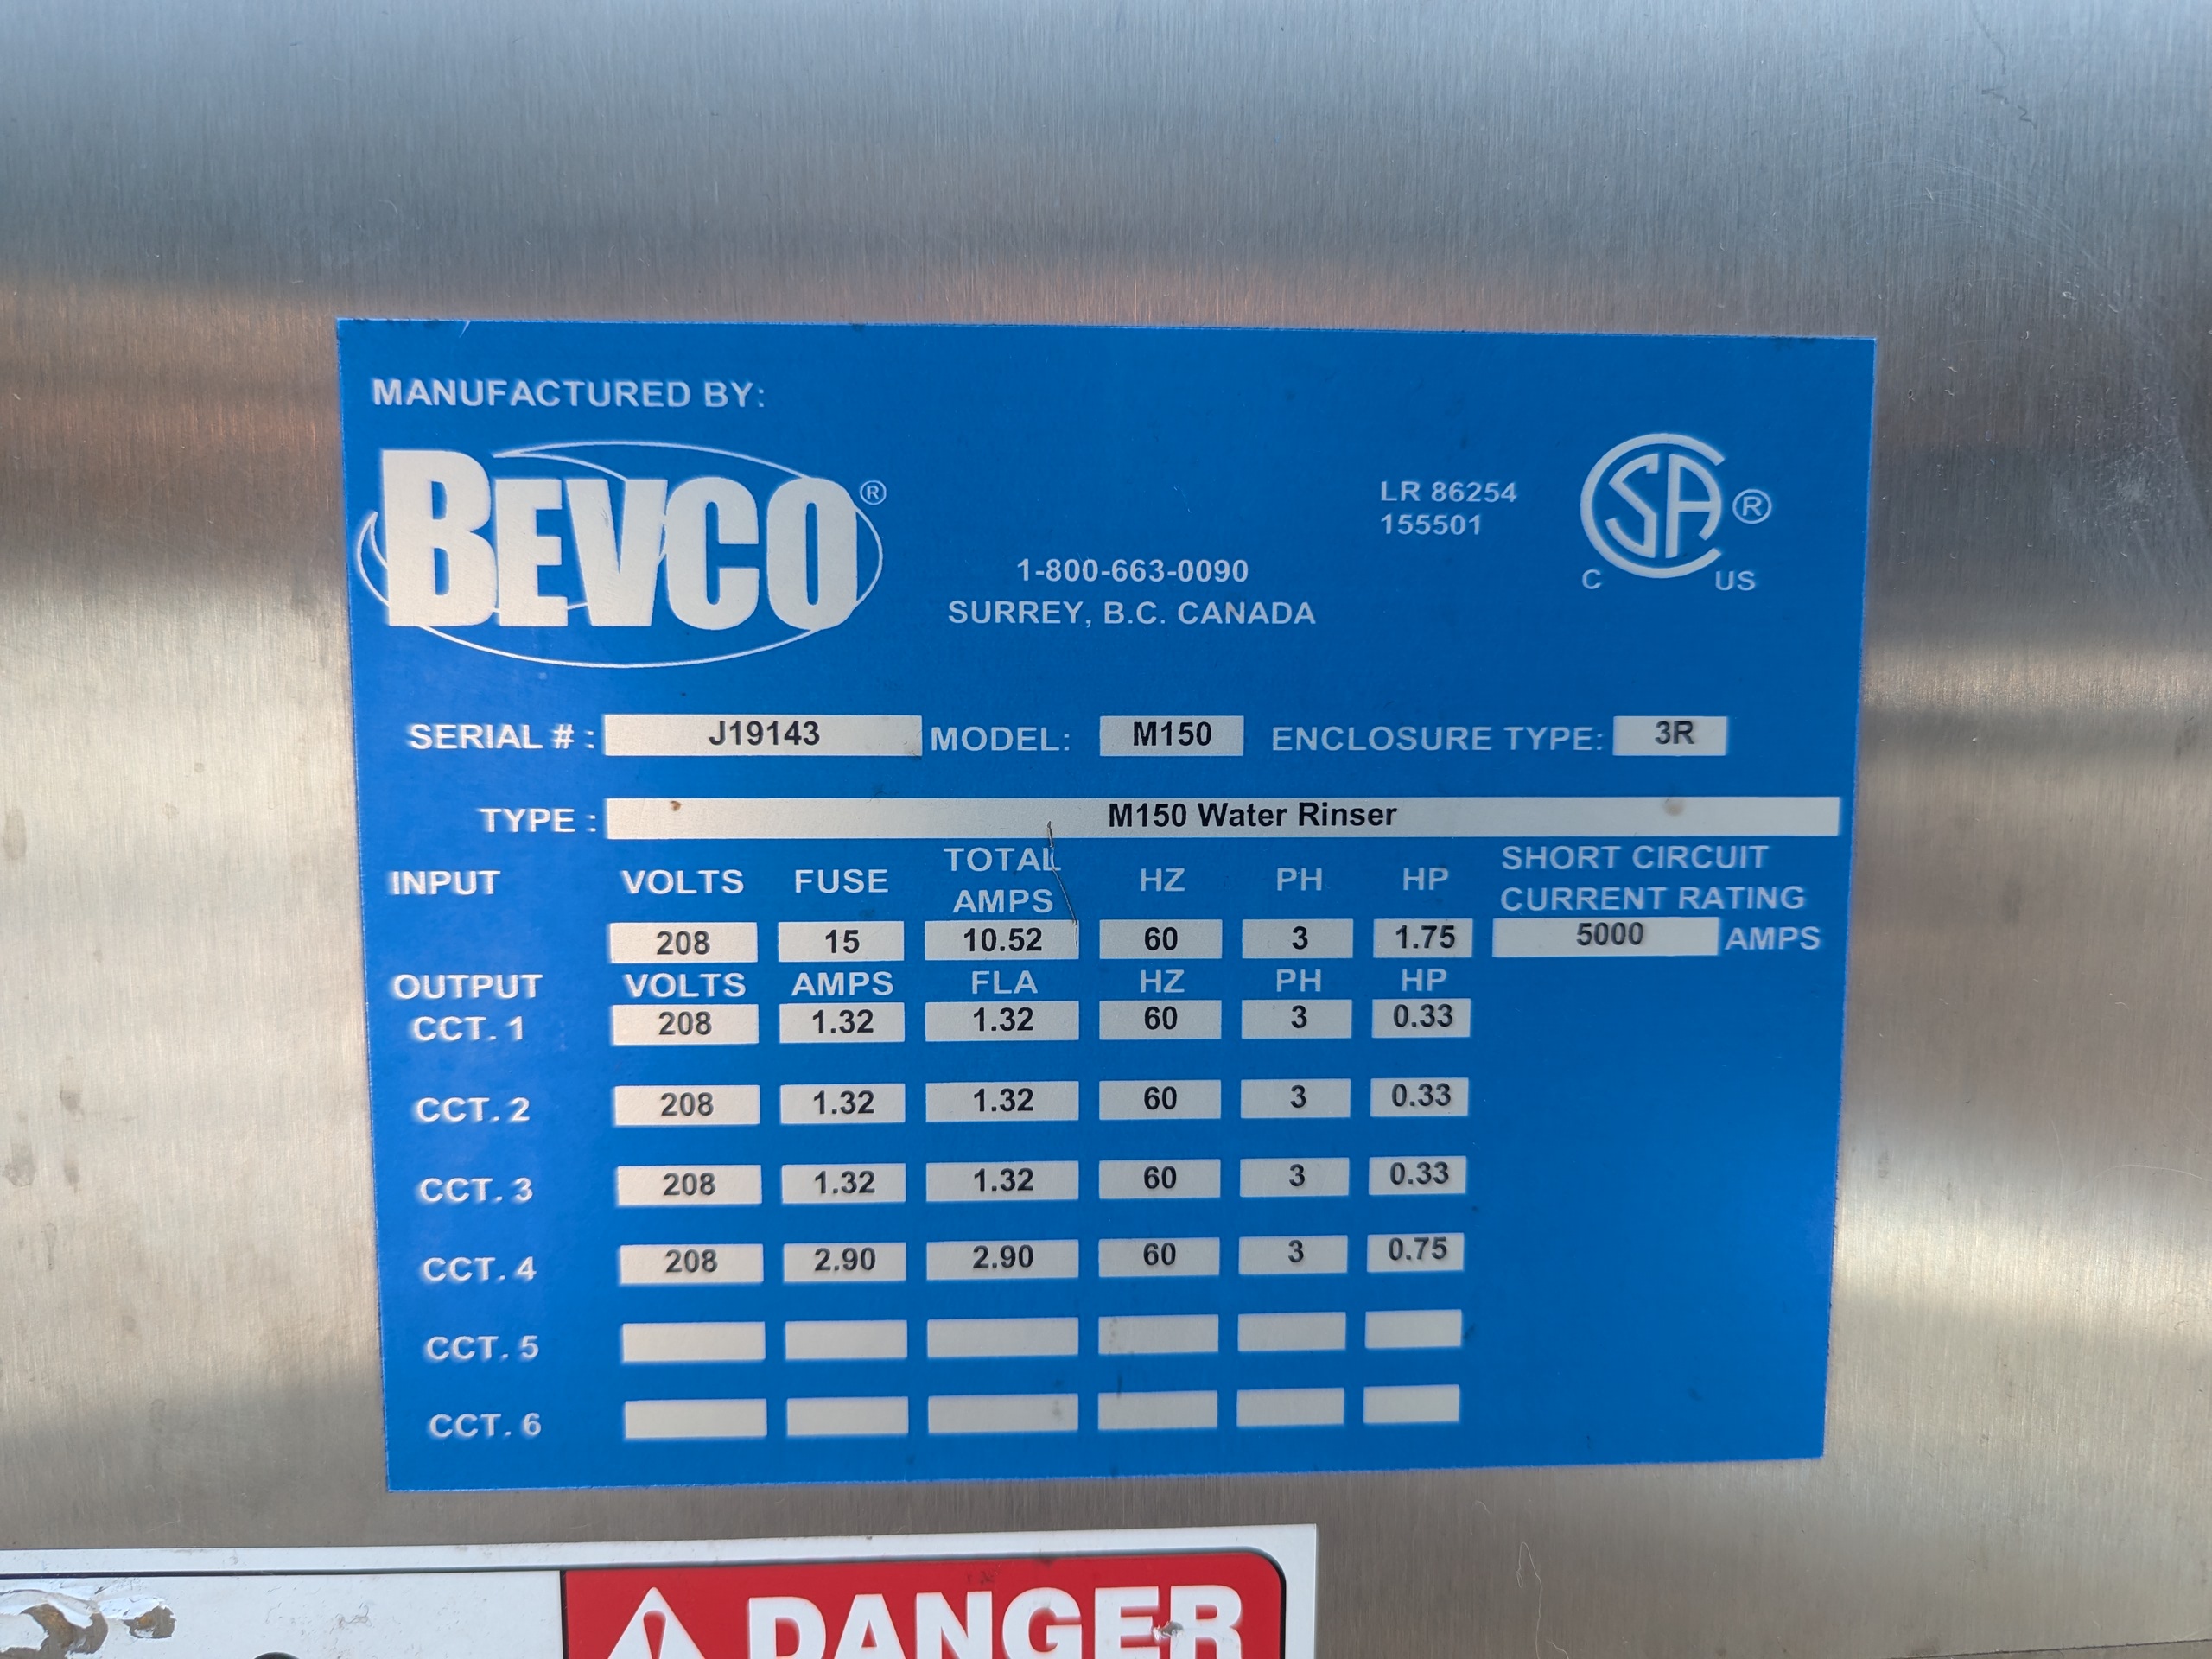 MANUFACTURED BY:
BEVCO®
LR 86254
155501
CSA®
C US
1-800-663-0090
SURREY, B.C. CANADA
SERIAL # : J19143 MODEL: M150 ENCLOSURE TYPE: 3R
TYPE : M150 Water Rinser
INPUT VOLTS FUSE TOTAL AMPS HZ PH HP SHORT CIRCUIT CURRENT RATING
208 15 10.52 60 3 1.75 5000 AMPS
OUTPUT VOLTS AMPS FLA HZ PH HP
CCT. 1 208 1.32 1.32 60 3 0.33
CCT. 2 208 1.32 1.32 60 3 0.33
CCT. 3 208 1.32 1.32 60 3 0.33
CCT. 4 208 2.90 2.90 60 3 0.75
CCT. 5
CCT. 6
DANGER